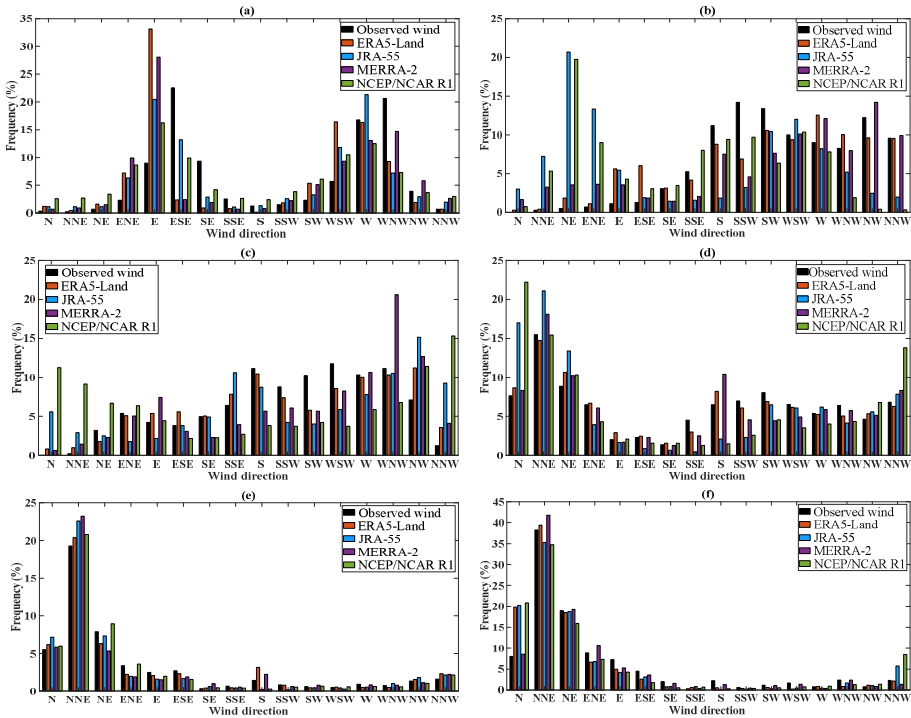 (a)
35
30
25
20
15
10
5
0
Frequency (%)
Observed wind
ERA5-Land
JRA-55
MERRA-2
NCEP/NCAR R1
N NNE NE ENE E ESE SE SSE S SSW SW WSW W WNW NW NNW
Wind direction
(b)
25
20
15
10
5
0
Frequency (%)
Observed wind
ERA5-Land
JRA-55
MERRA-2
NCEP/NCAR R1
N NNE NE ENE E ESE SE SSE S SSW SW WSW W WNW NW NNW
Wind direction
(c)
25
20
15
10
5
0
Frequency (%)
Observed wind
ERA5-Land
JRA-55
MERRA-2
NCEP/NCAR R1
N NNE NE ENE E ESE SE SSE S SSW SW WSW W WNW NW NNW
Wind direction
(d)
25
20
15
10
5
0
Frequency (%)
Observed wind
ERA5-Land
JRA-55
MERRA-2
NCEP/NCAR R1
N NNE NE ENE E ESE SE SSE S SSW SW WSW W WNW NW NNW
Wind direction
(e)
25
20
15
10
5
0
Frequency (%)
Observed wind
ERA5-Land
JRA-55
MERRA-2
NCEP/NCAR R1
N NNE NE ENE E ESE SE SSE S SSW SW WSW W WNW NW NNW
Wind direction
(f)
45
40
35
30
25
20
15
10
5
0
Frequency (%)
Observed wind
ERA5-Land
JRA-55
MERRA-2
NCEP/NCAR R1
N NNE NE ENE E ESE SE SSE S SSW SW WSW W WNW NW NNW
Wind direction